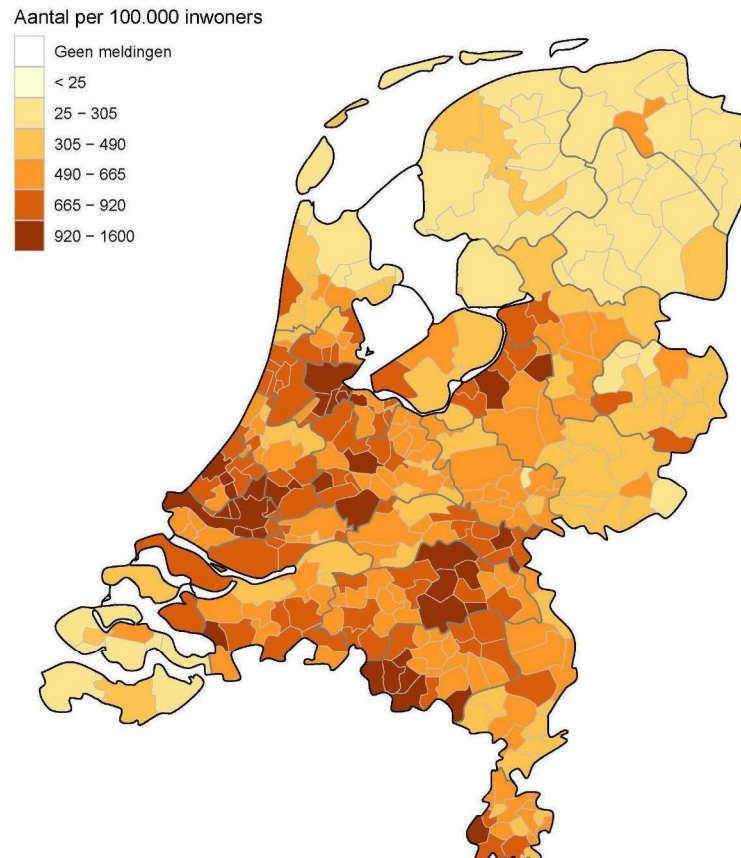 Aantal per 100.000 inwoners
Geen meldingen
< 25
25 – 305
305 – 490
490 – 665
665 – 920
920 – 1600